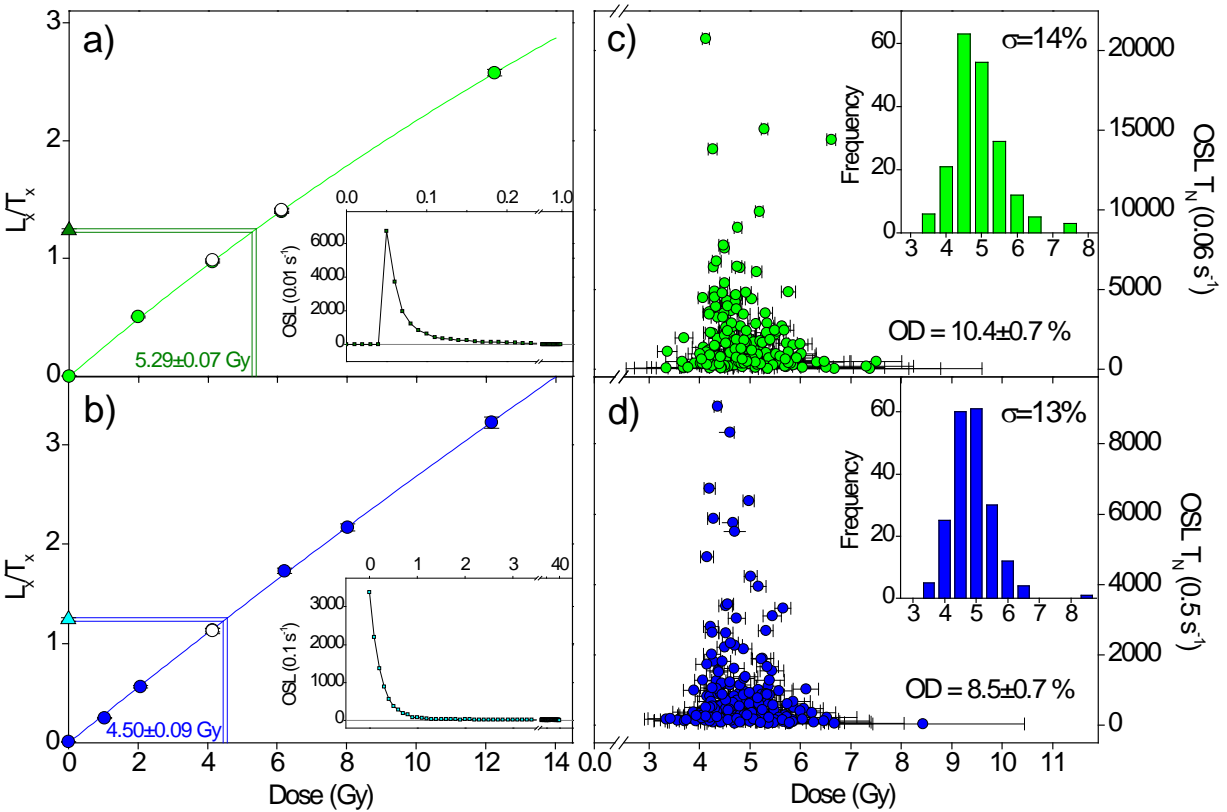 a)
3
2
1
0
Lx/Tx
5.29±0.07 Gy
0.0 0.1 0.2 1.0
6000
4000
2000
0
OSL (0.01 s⁻¹)
c)
σ=14%
60
40
20
0
Frequency
3 4 5 6 7 8
OD = 10.4±0.7 %
20000
15000
10000
5000
0
OSL T_N (0.06 s⁻¹)
b)
3
2
1
0
Lx/Tx
4.50±0.09 Gy
0 1 2 3 40
3000
2000
1000
0
OSL (0.1 s⁻¹)
0 2 4 6 8 10 12 14
Dose (Gy)
d)
σ=13%
60
40
20
0
Frequency
3 4 5 6 7 8
OD = 8.5±0.7 %
8000
6000
4000
2000
0
OSL T_N (0.5 s⁻¹)
0.0 3 4 5 6 7 8 9 10 11
Dose (Gy)